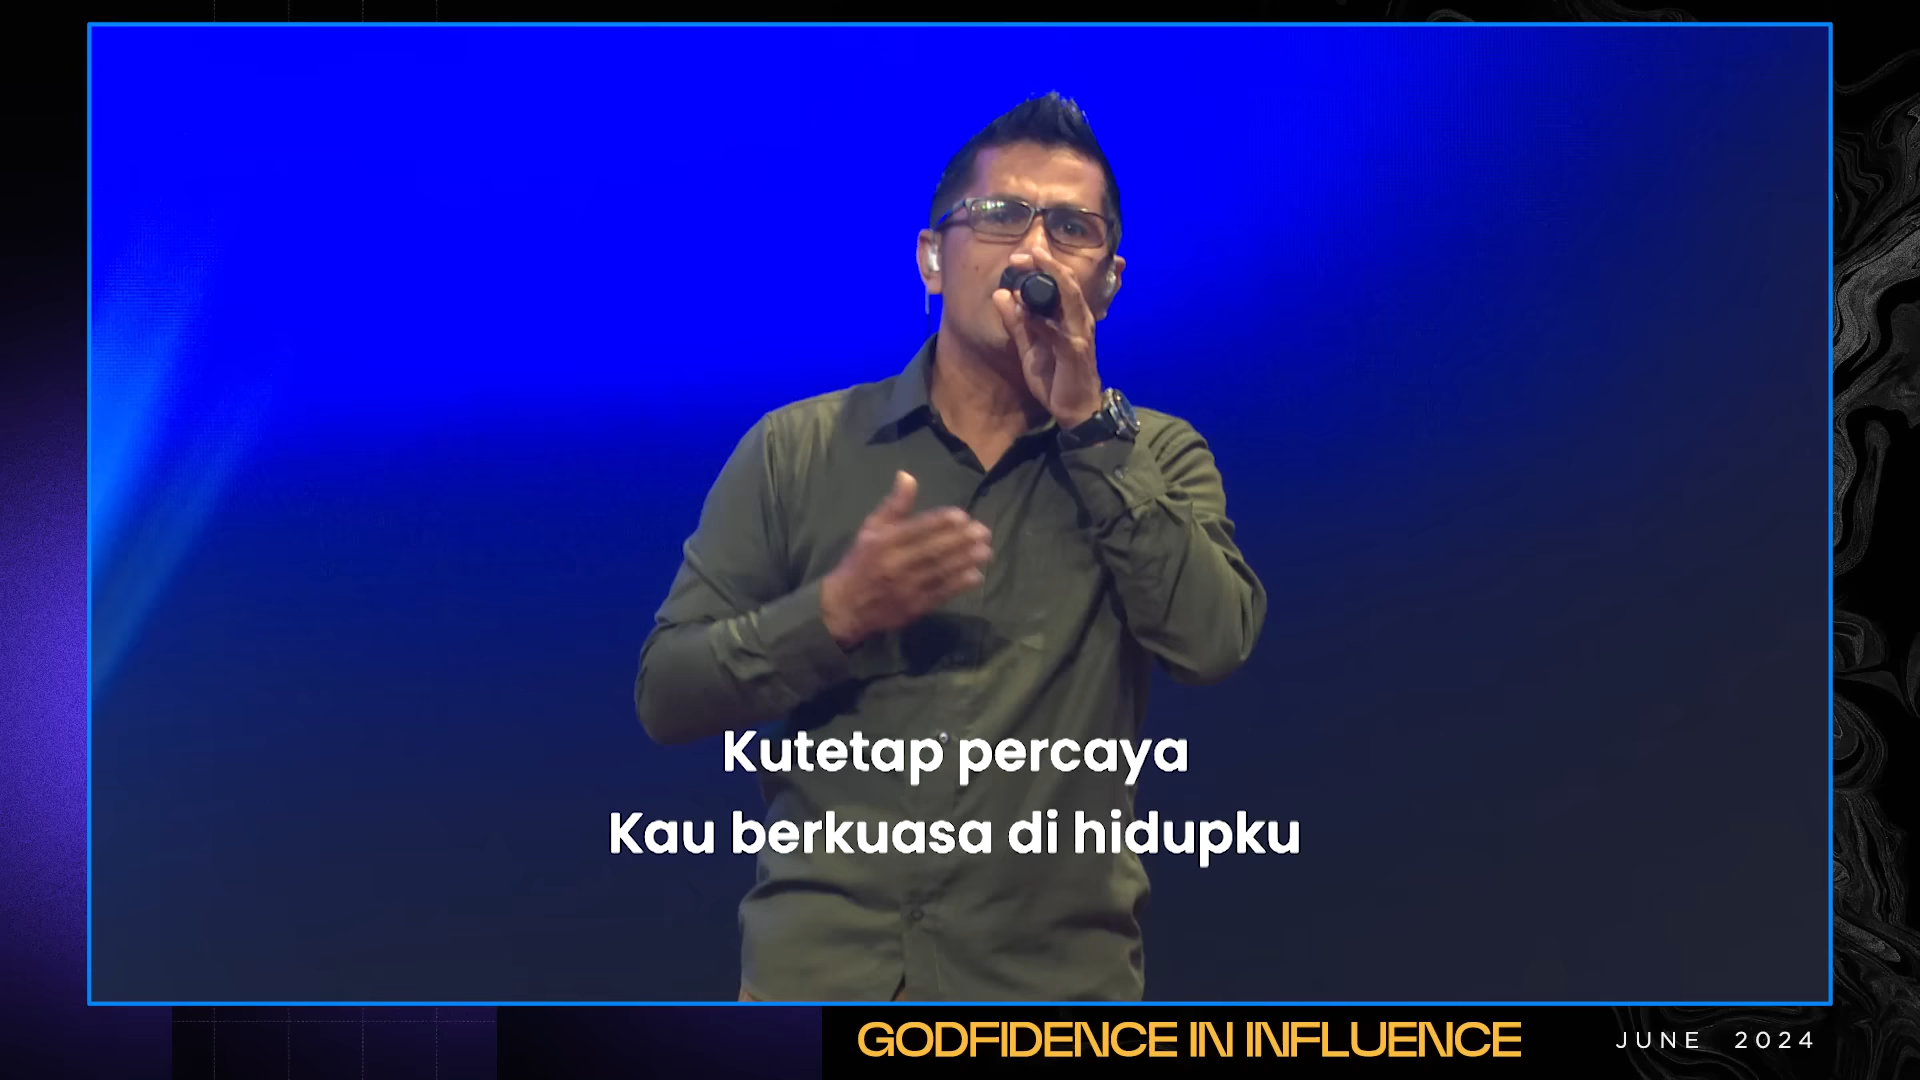 Kutetap percaya
Kau berkuasa di hidupku
GODFIDENCE IN INFLUENCE
JUNE 2024